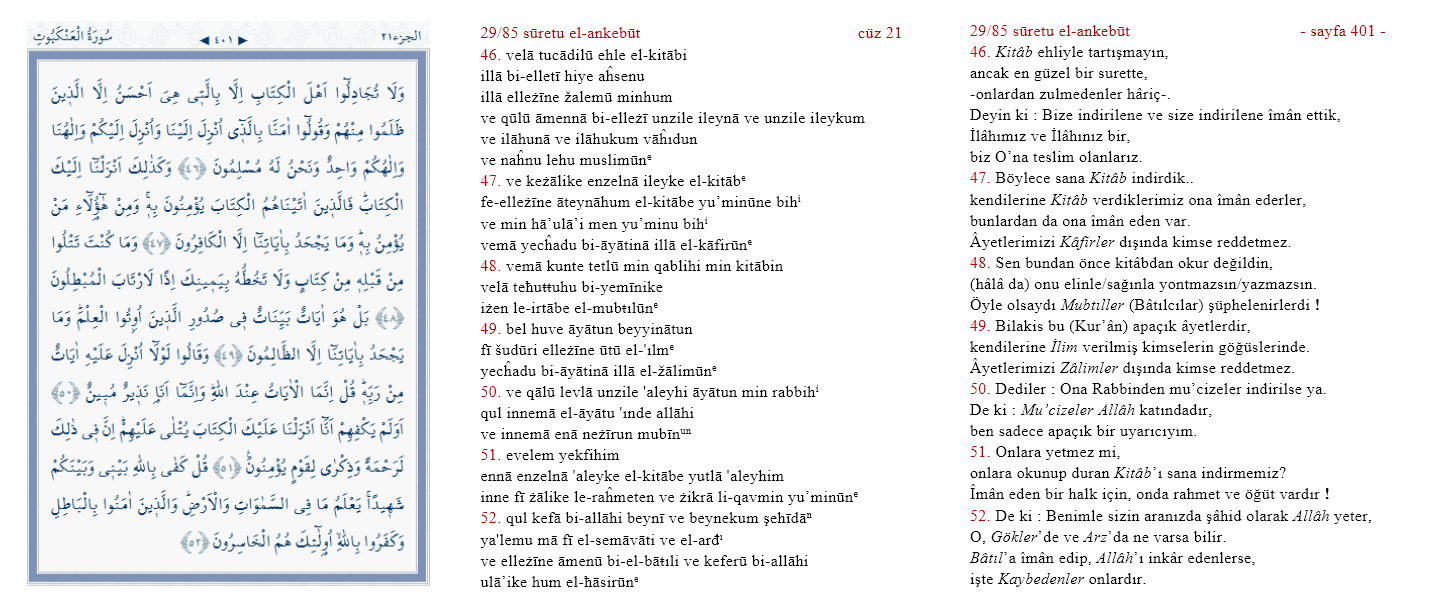 سُورَةُ الْعَنْكَبُوتِ
◄ ٤٠١ ►
الجزء٢١
وَلَا تُجَادِلُٓوا اَهْلَ الْكِتَابِ اِلَّا بِالَّت۪ي هِيَ اَحْسَنُ اِلَّا الَّذ۪ينَ
ظَلَمُوا مِنْهُمْ وَقُولُٓوا اٰمَنَّا بِالَّذ۪ٓي اُنْزِلَ اِلَيْنَا وَاُنْزِلَ اِلَيْكُمْ وَاِلٰهُنَا
وَاِلٰهُكُمْ وَاحِدٌ وَنَحْنُ لَهُ مُسْلِمُونَ ﴿٤٦﴾ وَكَذٰلِكَ اَنْزَلْنَٓا اِلَيْكَ
الْكِتَابَۜ فَالَّذ۪ينَ اٰتَيْنَاهُمُ الْكِتَابَ يُؤْمِنُونَ بِه۪ۚ وَمِنْ هٰٓؤُ۬لَٓاءِ مَنْ
يُؤْمِنُ بِه۪ۜ وَمَا يَجْحَدُ بِاٰيَاتِنَٓا اِلَّا الْكَافِرُونَ ﴿٤٧﴾ وَمَا كُنْتَ تَتْلُوا
مِنْ قَبْلِه۪ مِنْ كِتَابٍ وَلَا تَخُطُّهُ بِيَم۪ينِكَ اِذًا لَارْتَابَ الْمُبْطِلُونَ
﴿٤٨﴾ بَلْ هُوَ اٰيَاتٌ بَيِّنَاتٌ ف۪ي صُدُورِ الَّذ۪ينَ اُو۫تُوا الْعِلْمَۜ وَمَا
يَجْحَدُ بِاٰيَاتِنَٓا اِلَّا الظَّالِمُونَ ﴿٤٩﴾ وَقَالُوا لَوْلَٓا اُنْزِلَ عَلَيْهِ اٰيَاتٌ
مِنْ رَبِّه۪ۜ قُلْ اِنَّمَا الْاٰيَاتُ عِنْدَ اللّٰهِۜ وَاِنَّمَٓا اَنَا۬ نَذ۪يرٌ مُب۪ينٌ ﴿٥٠﴾
اَوَلَمْ يَكْفِهِمْ اَنَّٓا اَنْزَلْنَا عَلَيْكَ الْكِتَابَ يُتْلٰى عَلَيْهِمْۜ اِنَّ ف۪ي ذٰلِكَ
لَرَحْمَةً وَذِكْرٰى لِقَوْمٍ يُؤْمِنُونَ۟ ﴿٥١﴾ قُلْ كَفٰى بِاللّٰهِ بَيْن۪ي وَبَيْنَكُمْ
شَه۪يدًاۚ يَعْلَمُ مَا فِي السَّمٰوَاتِ وَالْاَرْضِۜ وَالَّذ۪ينَ اٰمَنُوا بِالْبَاطِلِ
وَكَفَرُوا بِاللّٰهِۙ اُو۬لٰٓئِكَ هُمُ الْخَاسِرُونَ ﴿٥٢﴾
29/85 sūretu el-ankebūt cüz 21
46. velā tucādilū ehle el-kitābi
illā bi-elletī hiye aĥsenu
illā elleżīne žalemū minhum
ve qūlū āmennā bi-elleżī unzile ileynā ve unzile ileykum
ve ilāhunā ve ilāhukum vāĥıdun
ve naĥnu lehu muslimūnᵉ
47. ve keżālike enzelnā ileyke el-kitābᵉ
fe-elleżīne āteynāhum el-kitābe yu’minūne bihⁱ
ve min hā’ulā’i men yu’minu bihⁱ
vemā yecĥadu bi-āyātinā illā el-kāfirūnᵉ
48. vemā kunte tetlū min qablihi min kitābin
velā teħuŧŧuhu bi-yemīnike
iżen le-irtābe el-mubŧılūnᵉ
49. bel huve āyātun beyyinātun
fī šudūri elleżīne ūtū el-'ılmᵉ
yecĥadu bi-āyātinā illā el-žālimūnᵉ
50. ve qālū levlā unzile 'aleyhi āyātun min rabbihⁱ
qul innemā el-āyātu 'ınde allāhi
ve innemā enā neżīrun mubīnᵘⁿ
51. evelem yekfihim
ennā enzelnā 'aleyke el-kitābe yutlā 'aleyhim
inne fī żālike le-raĥmeten ve żikrā li-qavmin yu’minūnᵉ
52. qul kefā bi-allāhi beynī ve beynekum şehīdāⁿ
ya'lemu mā fī el-semāvāti ve el-arđⁱ
ve elleżīne āmenū bi-el-bāŧıli ve keferū bi-allāhi
ulā’ike hum el-ħāsirūnᵉ
29/85 sūretu el-ankebūt - sayfa 401 -
46. Kitâb ehliyle tartışmayın,
ancak en güzel bir surette,
-onlardan zulmedenler hâriç-.
Deyin ki : Bize indirilene ve size indirilene îmân ettik,
İlâhımız ve İlâhınız bir,
biz O’na teslim olanlarız.
47. Böylece sana Kitâb indirdik..
kendilerine Kitâb verdiklerimiz ona îmân ederler,
bunlardan da ona îmân eden var.
Âyetlerimizi Kâfirler dışında kimse reddetmez.
48. Sen bundan önce kitâbdan okur değildin,
(hâlâ da) onu elinle/sağınla yontmazsın/yazmazsın.
Öyle olsaydı Mubtıller (Bâtılcılar) şüphelenirlerdi !
49. Bilakis bu (Kur’ân) apaçık âyetlerdir,
kendilerine İlim verilmiş kimselerin göğüslerinde.
Âyetlerimizi Zâlimler dışında kimse reddetmez.
50. Dediler : Ona Rabbinden mu’cizeler indirilse ya.
De ki : Mu’cizeler Allâh katındadır,
ben sadece apaçık bir uyarıcıyım.
51. Onlara yetmez mi,
onlara okunup duran Kitâb’ı sana indirmemiz?
Îmân eden bir halk için, onda rahmet ve öğüt vardır !
52. De ki : Benimle sizin aranızda şâhid olarak Allâh yeter,
O, Gökler’de ve Arz’da ne varsa bilir.
Bâtıl’a îmân edip, Allâh’ı inkâr edenlerse,
işte Kaybedenler onlardır.